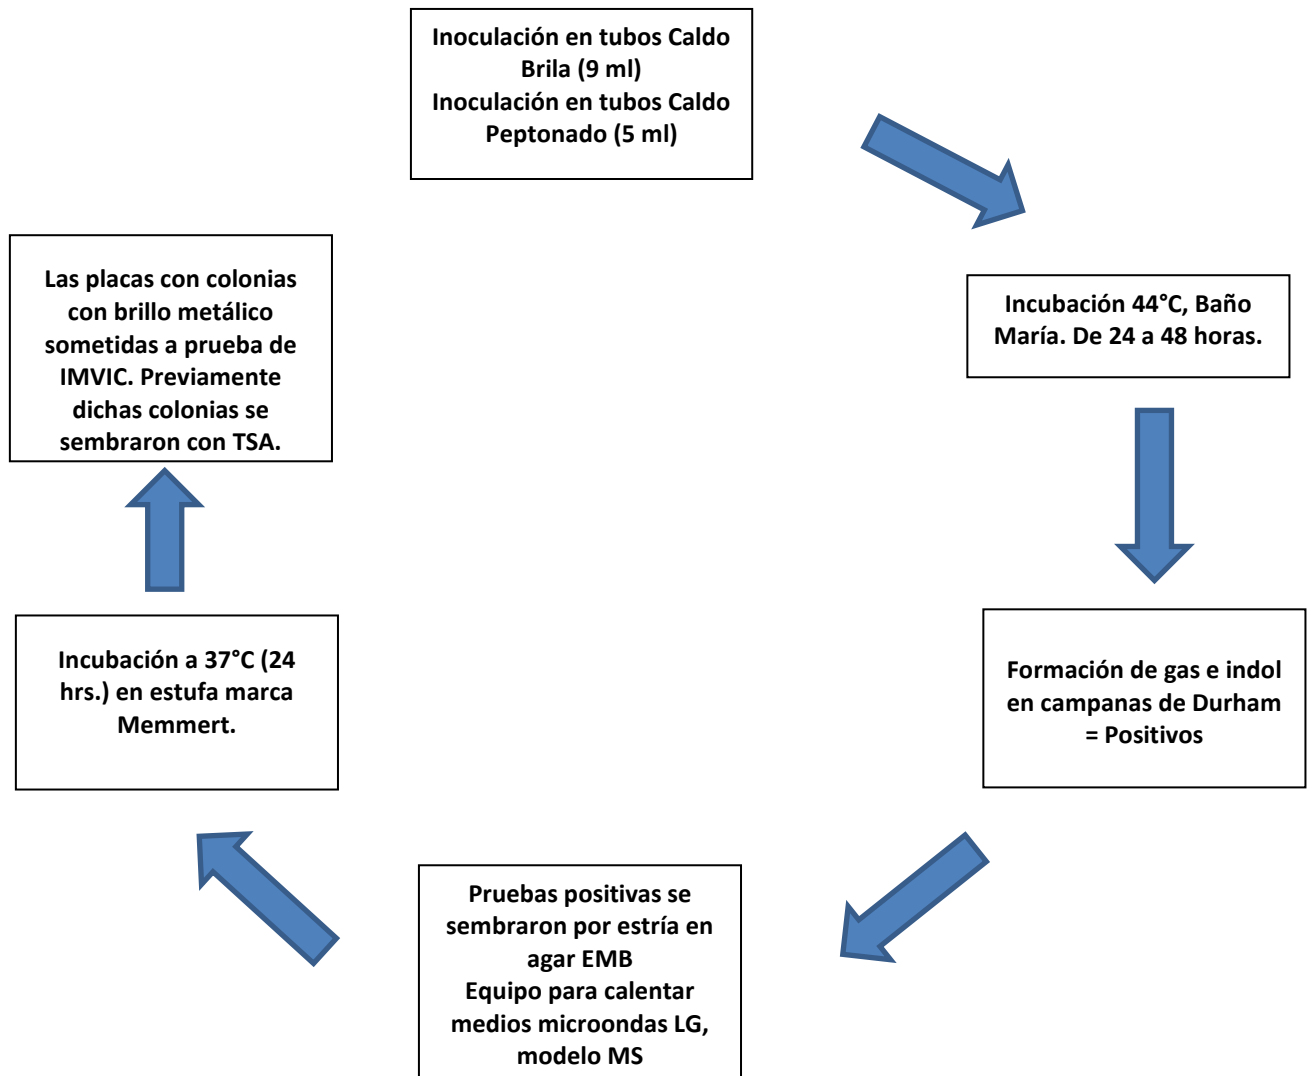 Inoculación en tubos Caldo
Brila (9 ml)
Inoculación en tubos Caldo
Peptonado (5 ml)
Incubación 44°C, Baño
María. De 24 a 48 horas.
Formación de gas e indol
en campanas de Durham
= Positivos
Pruebas positivas se
sembraron por estría en
agar EMB
Equipo para calentar
medios microondas LG,
modelo MS
Incubación a 37°C (24
hrs.) en estufa marca
Memmert.
Las placas con colonias
con brillo metálico
sometidas a prueba de
IMVIC. Previamente
dichas colonias se
sembraron con TSA.